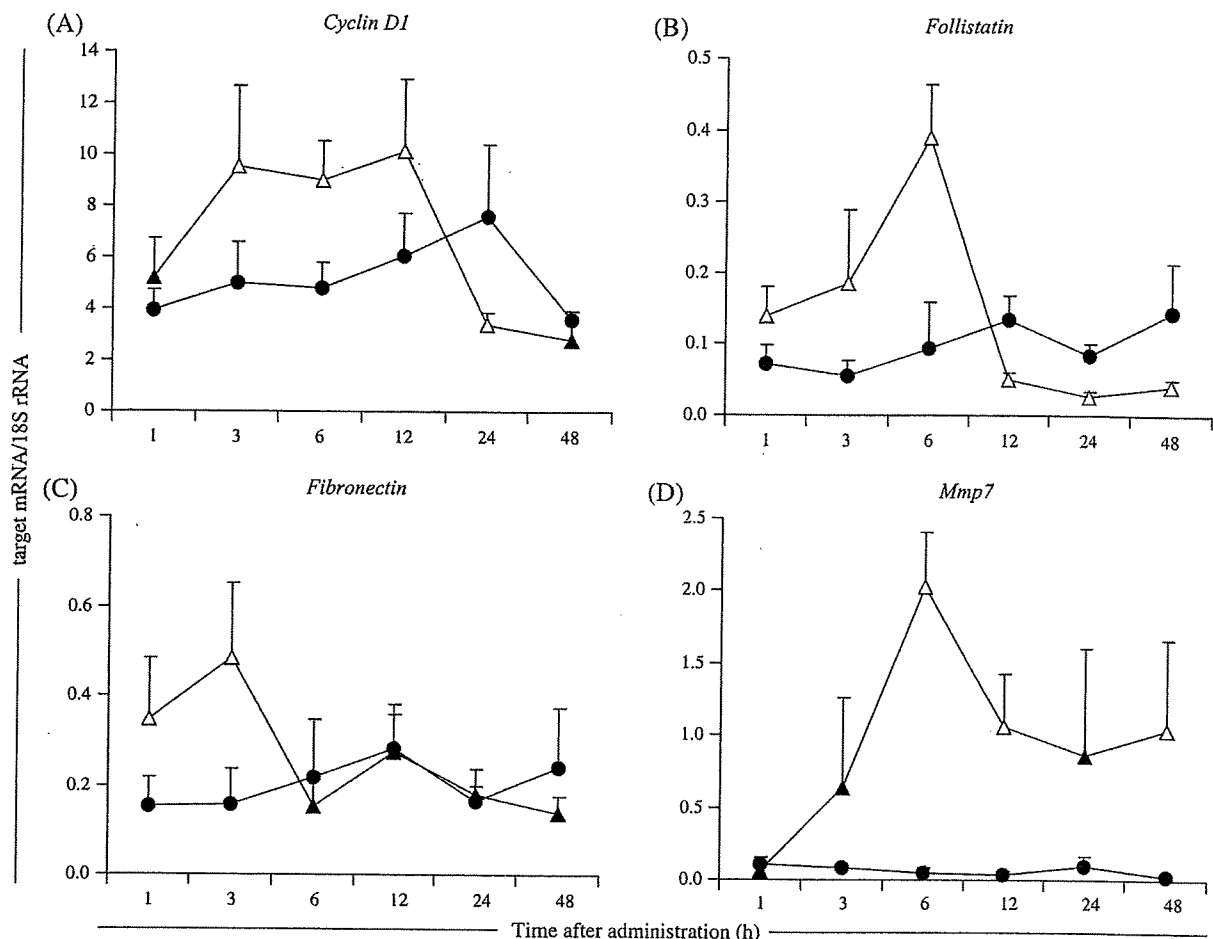 (A)
Cyclin D1
14
12
10
8
6
4
2
0
1 3 6 12 24 48
(B)
Follistatin
0.5
0.4
0.3
0.2
0.1
0.0
1 3 6 12 24 48
target mRNA/18S rRNA
(C)
Fibronectin
0.8
0.6
0.4
0.2
0.0
1 3 6 12 24 48
(D)
Mmp7
2.5
2.0
1.5
1.0
0.5
0.0
1 3 6 12 24 48
Time after administration (h)